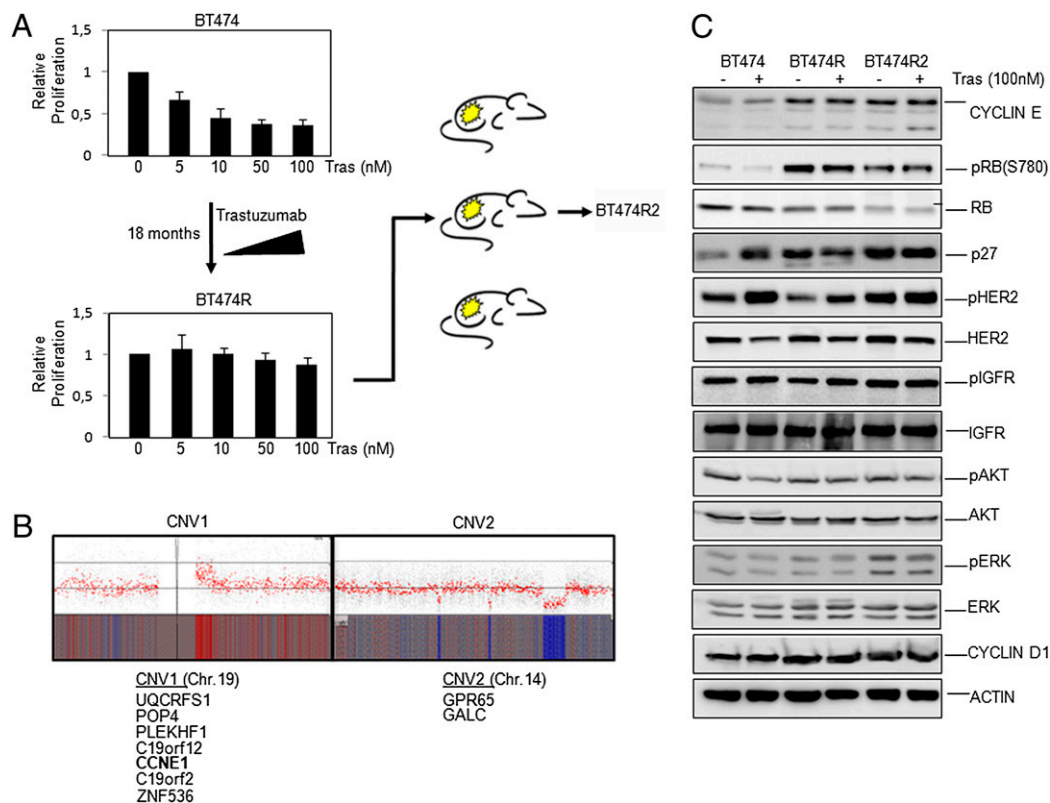 A
BT474
Relative
Proliferation
1,5
1
0,5
0
0 5 10 50 100 Tras (nM)
18 months
Trastuzumab
BT474R
Relative
Proliferation
1,5
1
0,5
0
0 5 10 50 100 Tras (nM)
BT474R2
B
CNV1 CNV2
CNV1 (Chr.19)
UQCRFS1
POP4
PLEKHF1
C19orf12
CCNE1
C19orf2
ZNF536
CNV2 (Chr.14)
GPR65
GALC
C
BT474 BT474R BT474R2
- + - + - + Tras (100nM)
CYCLIN E
pRB(S780)
RB
p27
pHER2
HER2
pIGFR
IGFR
pAKT
AKT
pERK
ERK
CYCLIN D1
ACTIN